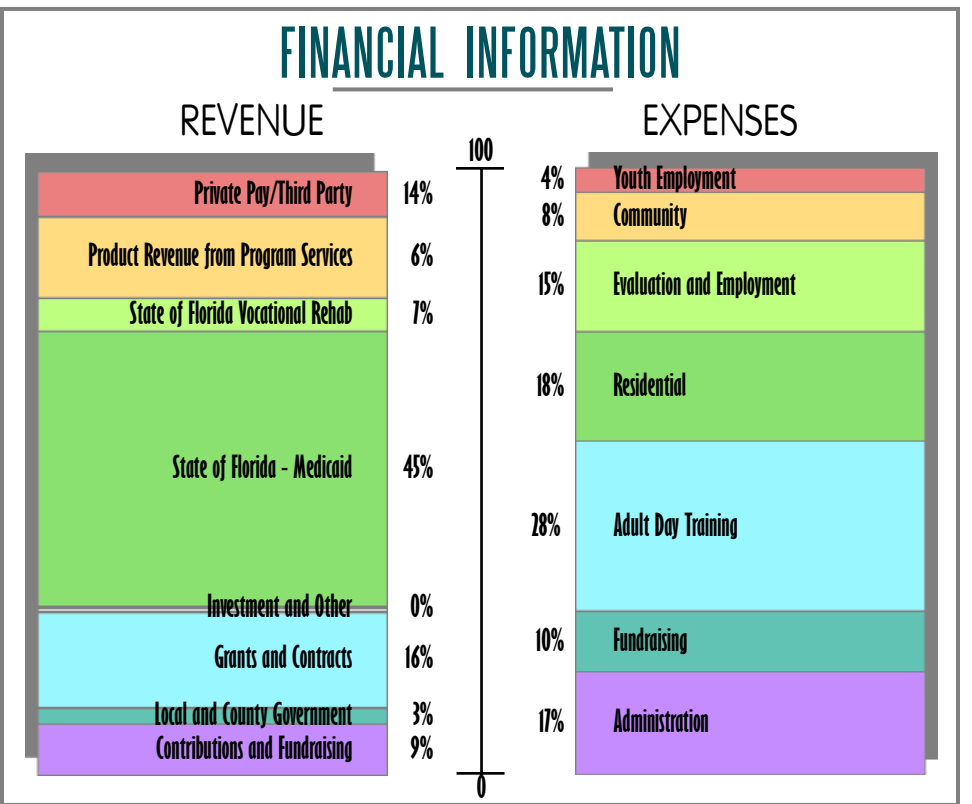 FINANCIAL INFORMATION
REVENUE
Private Pay/Third Party 14%
Product Revenue from Program Services 6%
State of Florida Vocational Rehab 7%
State of Florida - Medicaid 45%
Investment and Other 0%
Grants and Contracts 16%
Local and County Government 3%
Contributions and Fundraising 9%
100
0
EXPENSES
4% Youth Employment
8% Community
15% Evaluation and Employment
18% Residential
28% Adult Day Training
10% Fundraising
17% Administration